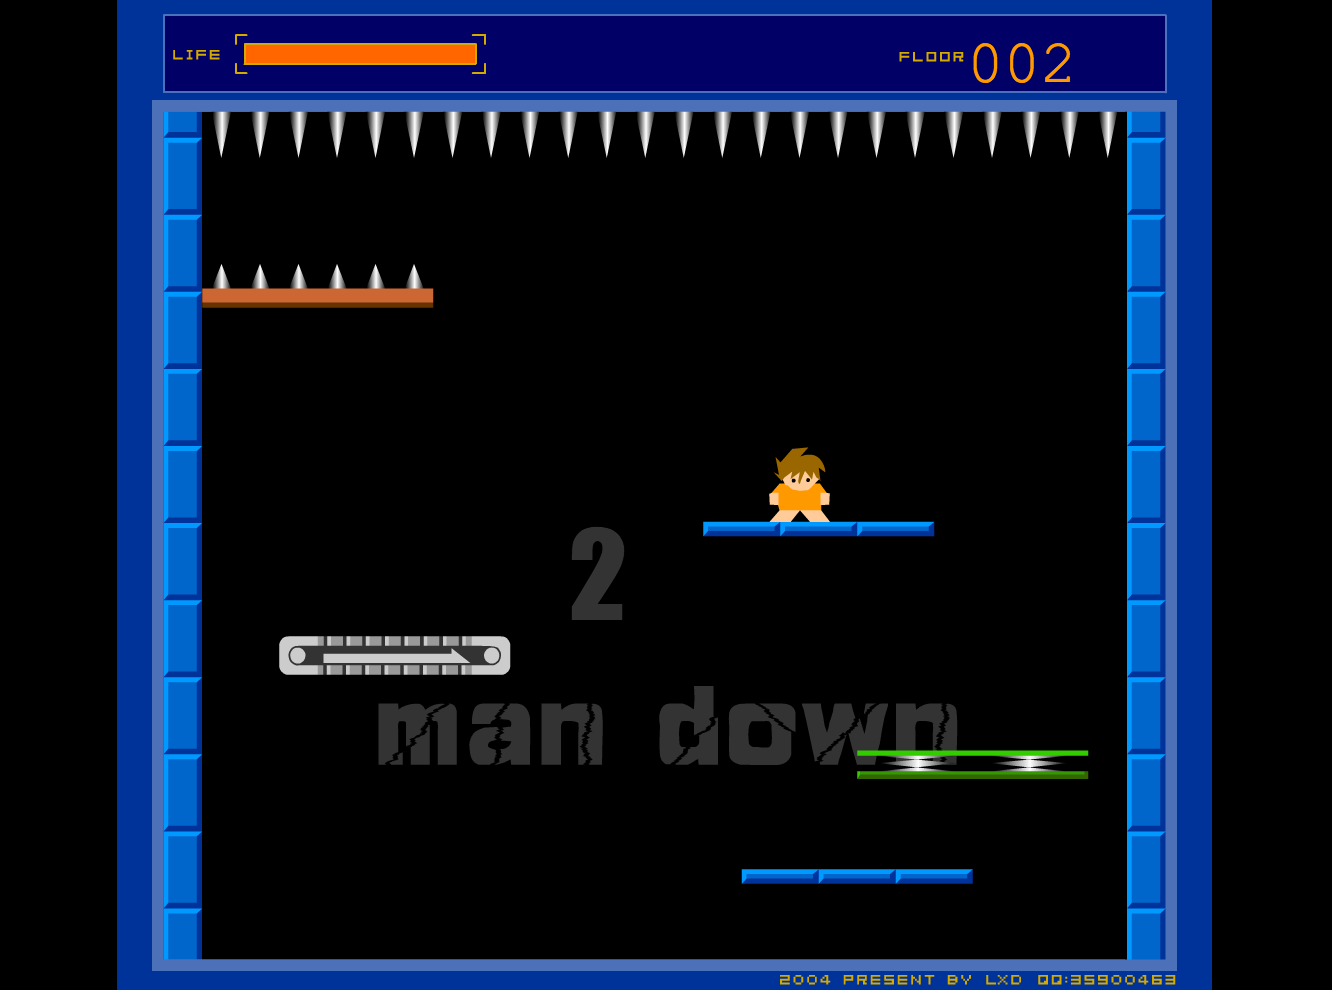 LIFE
FLOOR 002
2
man down
2004 PRESENT BY LXD QQ:35900463